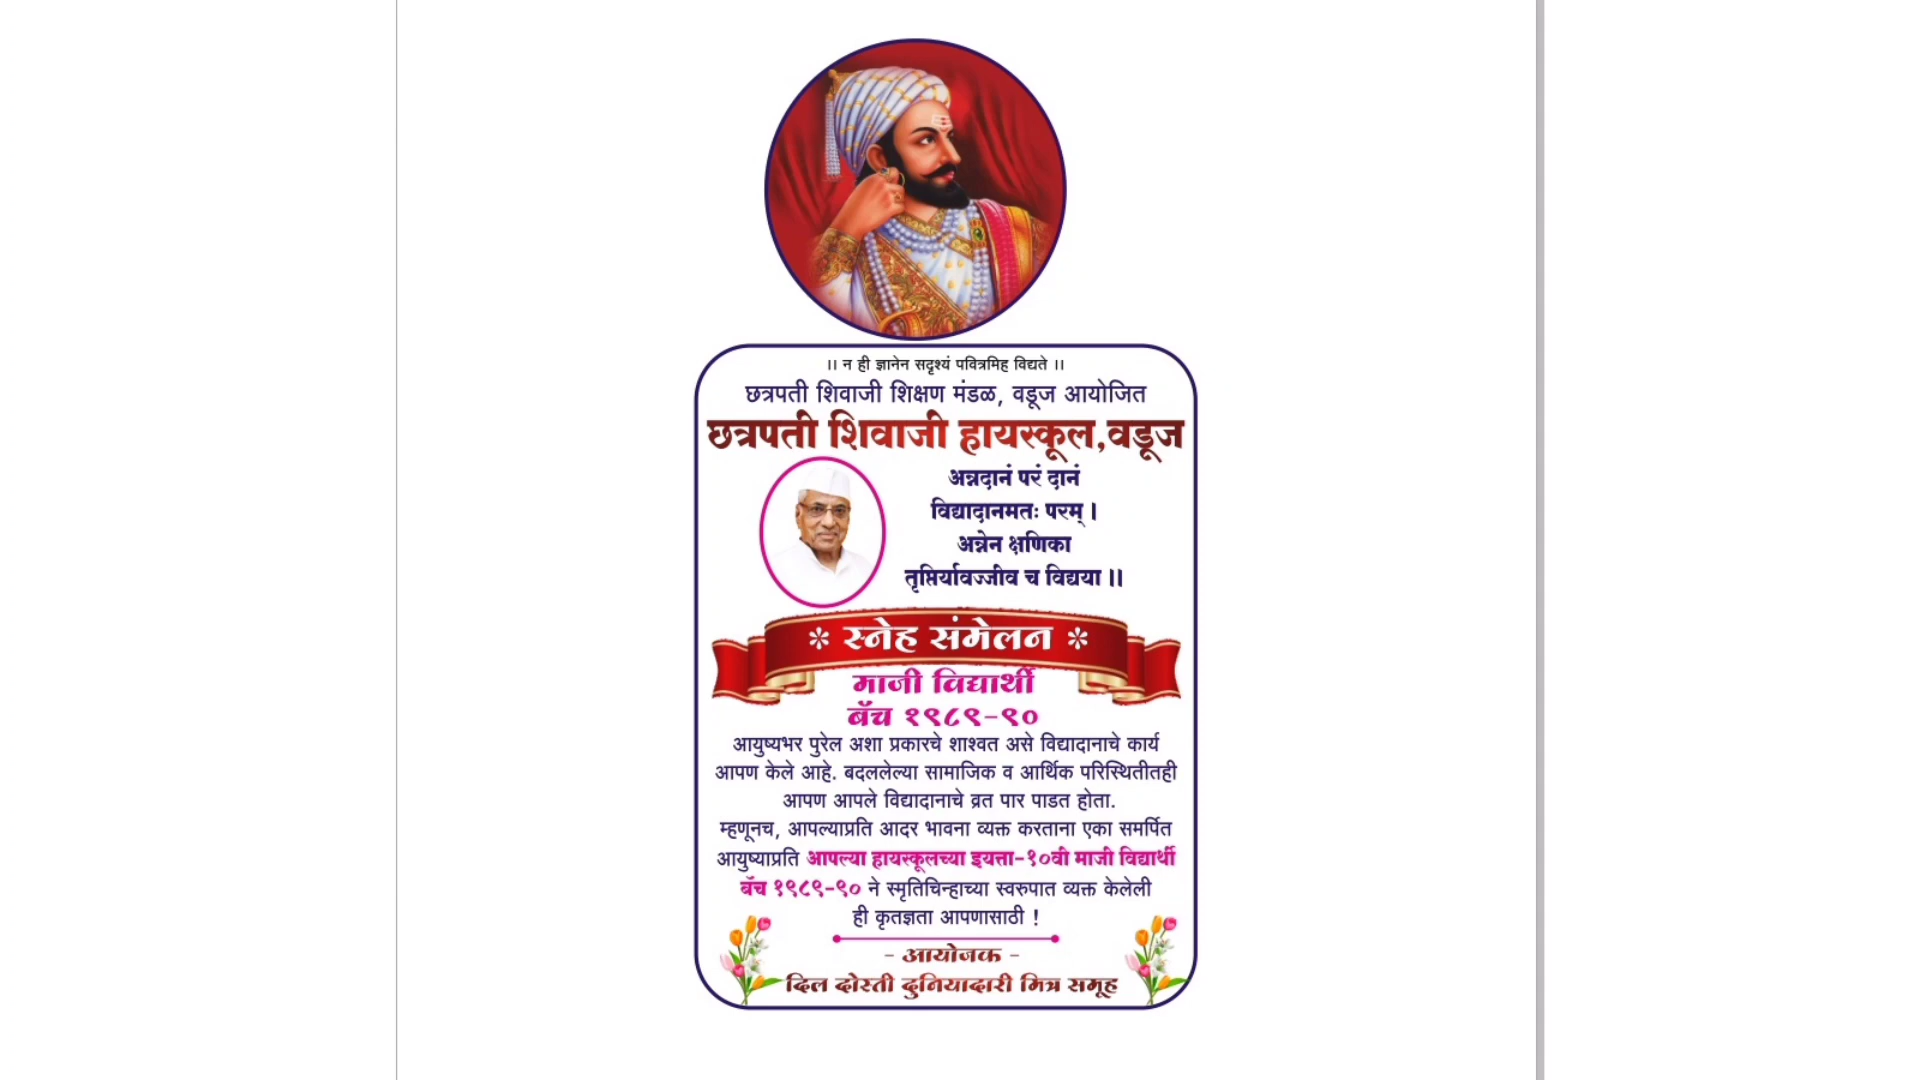 ।। न ही ज्ञानेन सदृश्यं पवित्रमिह विद्यते ।।
छत्रपती शिवाजी शिक्षण मंडळ, वडूज आयोजित
छत्रपती शिवाजी हायस्कूल,वडूज
अन्नदानं परं दानं
विद्यादानमतः परम् ।
अन्नेन क्षणिका
तृप्तिर्यावज्जीव च विद्यया ।।
* स्नेह संमेलन *
माजी विद्यार्थी
बॅच १९८९-९०
आयुष्यभर पुरेल अशा प्रकारचे शाश्वत असे विद्यादानाचे कार्य
आपण केले आहे. बदललेल्या सामाजिक व आर्थिक परिस्थितीतही
आपण आपले विद्यादानाचे व्रत पार पाडत होता.
म्हणूनच, आपल्याप्रति आदर भावना व्यक्त करताना एका समर्पित
आयुष्याप्रति आपल्या हायस्कूलच्या इयत्ता-१०वी माजी विद्यार्थी
बॅच १९८९-९० ने स्मृतिचिन्हाच्या स्वरुपात व्यक्त केलेली
ही कृतज्ञता आपणासाठी !
- आयोजक -
दिल दोस्ती दुनियादारी मित्र समूह